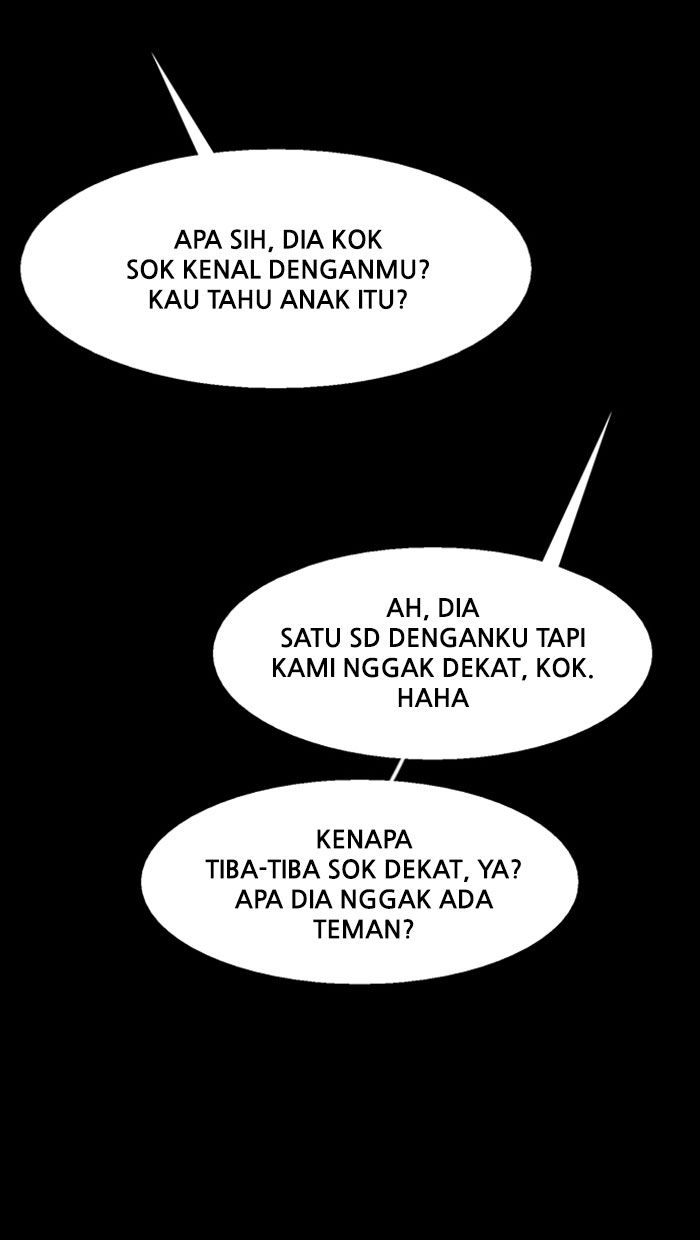 APA SIH, DIA KOK
SOK KENAL DENGANMU?
KAU TAHU ANAK ITU?
AH, DIA
SATU SD DENGANKU TAPI
KAMI NGGAK DEKAT, KOK.
HAHA
KENAPA
TIBA-TIBA SOK DEKAT, YA?
APA DIA NGGAK ADA
TEMAN?